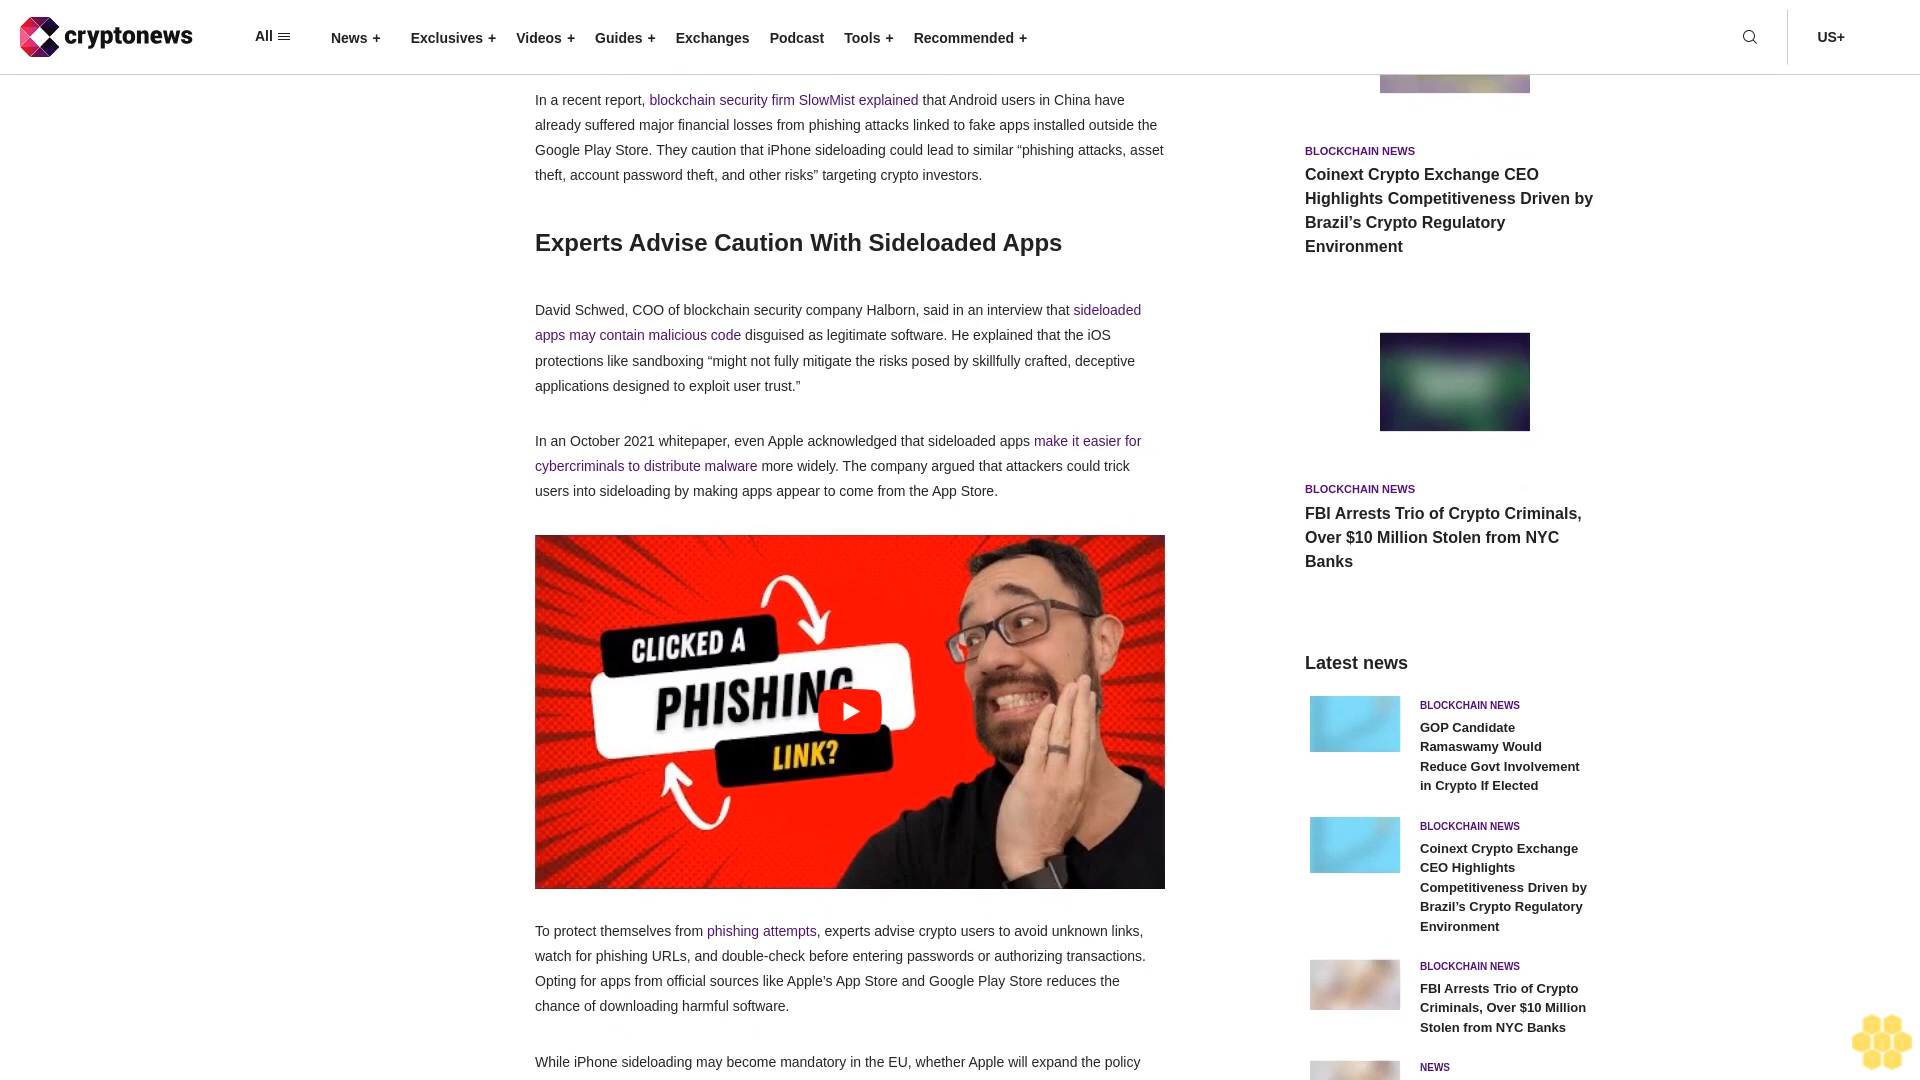 cryptonews
All
News +
Exclusives +
Videos +
Guides +
Exchanges
Podcast
Tools +
Recommended +
US+
In a recent report, blockchain security firm SlowMist explained that Android users in China have
already suffered major financial losses from phishing attacks linked to fake apps installed outside the
Google Play Store. They caution that iPhone sideloading could lead to similar “phishing attacks, asset
theft, account password theft, and other risks” targeting crypto investors.
Experts Advise Caution With Sideloaded Apps
David Schwed, COO of blockchain security company Halborn, said in an interview that sideloaded
apps may contain malicious code disguised as legitimate software. He explained that the iOS
protections like sandboxing “might not fully mitigate the risks posed by skillfully crafted, deceptive
applications designed to exploit user trust.”
In an October 2021 whitepaper, even Apple acknowledged that sideloaded apps make it easier for
cybercriminals to distribute malware more widely. The company argued that attackers could trick
users into sideloading by making apps appear to come from the App Store.
CLICKED A
PHISHING
LINK?
To protect themselves from phishing attempts, experts advise crypto users to avoid unknown links,
watch for phishing URLs, and double-check before entering passwords or authorizing transactions.
Opting for apps from official sources like Apple’s App Store and Google Play Store reduces the
chance of downloading harmful software.
While iPhone sideloading may become mandatory in the EU, whether Apple will expand the policy
BLOCKCHAIN NEWS
Coinext Crypto Exchange CEO
Highlights Competitiveness Driven by
Brazil’s Crypto Regulatory
Environment
BLOCKCHAIN NEWS
FBI Arrests Trio of Crypto Criminals,
Over $10 Million Stolen from NYC
Banks
Latest news
BLOCKCHAIN NEWS
GOP Candidate
Ramaswamy Would
Reduce Govt Involvement
in Crypto If Elected
BLOCKCHAIN NEWS
Coinext Crypto Exchange
CEO Highlights
Competitiveness Driven by
Brazil’s Crypto Regulatory
Environment
BLOCKCHAIN NEWS
FBI Arrests Trio of Crypto
Criminals, Over $10 Million
Stolen from NYC Banks
NEWS